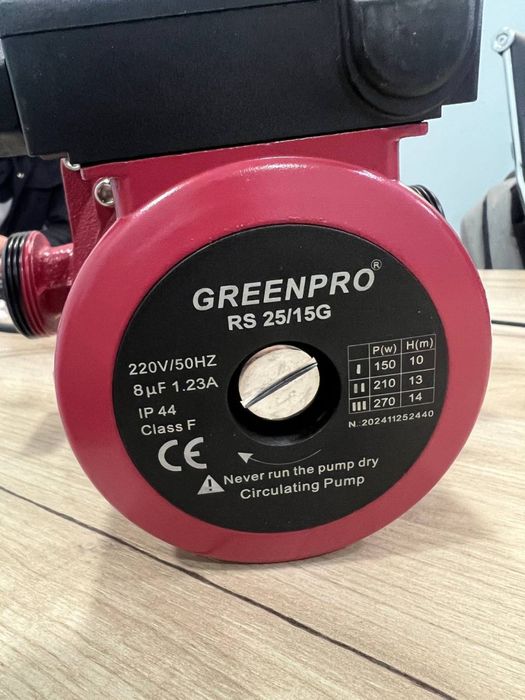 GREENPRO®
RS 25/15G
220V/50HZ
8µF 1.23A
IP 44
Class F
CE
P(w) H(m)
I 150 10
II 210 13
III 270 14
N.:202411252440
Never run the pump dry
Circulating Pump